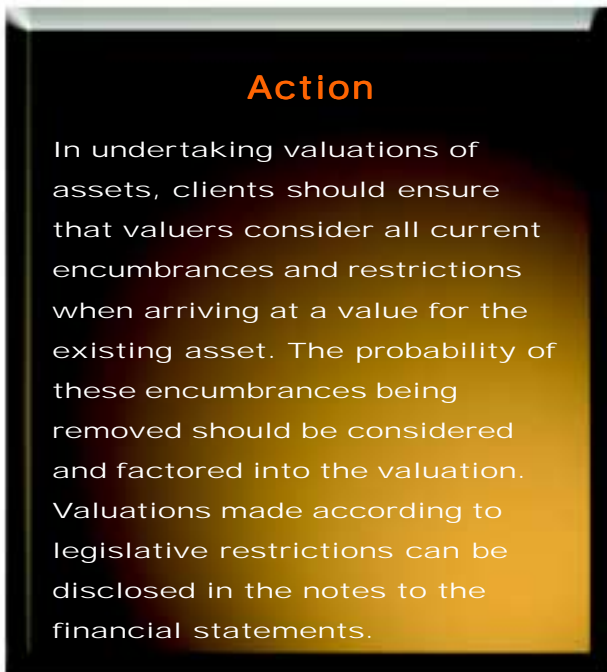 Action
In undertaking valuations of
assets, clients should ensure
that valuers consider all current
encumbrances and restrictions
when arriving at a value for the
existing asset. The probability of
these encumbrances being
removed should be considered
and factored into the valuation.
Valuations made according to
legislative restrictions can be
disclosed in the notes to the
financial statements.